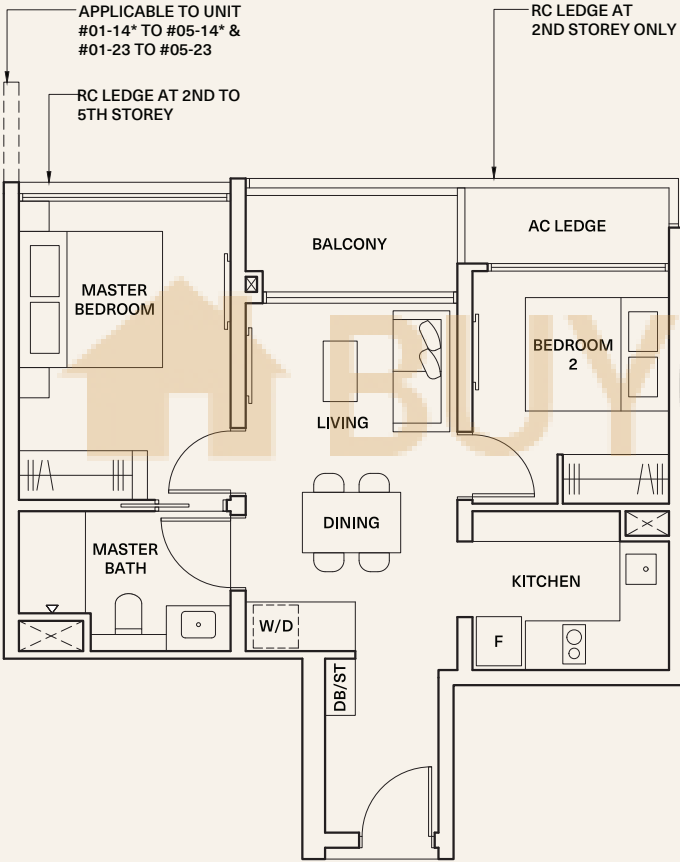 APPLICABLE TO UNIT
#01-14* TO #05-14* &
#01-23 TO #05-23
RC LEDGE AT
2ND STOREY ONLY
RC LEDGE AT 2ND TO
5TH STOREY
BALCONY
AC LEDGE
MASTER
BEDROOM
BEDROOM
2
BUY
LIVING
DINING
MASTER
BATH
KITCHEN
W/D
F
DB/ST